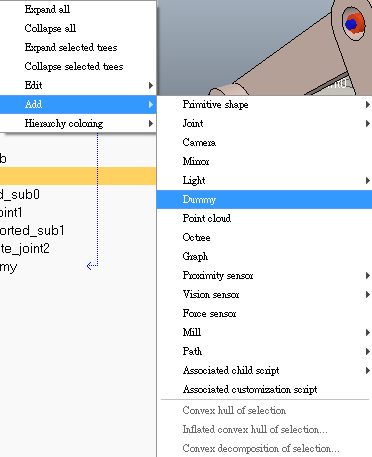 Expand all
Collapse all
Expand selected trees
Collapse selected trees
Edit
Add
Hierarchy coloring
Primitive shape
Joint
Camera
Mirror
Light
Dummy
Point cloud
Octree
Graph
Proximity sensor
Vision sensor
Force sensor
Mill
Path
Associated child script
Associated customization script
Convex hull of selection
Inflated convex hull of selection...
Convex decomposition of selection...
b
d_sub0
oint1
orted_sub1
te_joint2
my